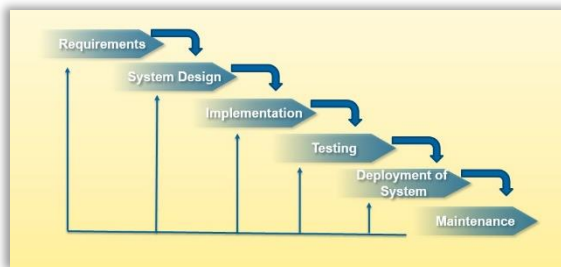 Requirements
System Design
Implementation
Testing
Deployment of
System
Maintenance